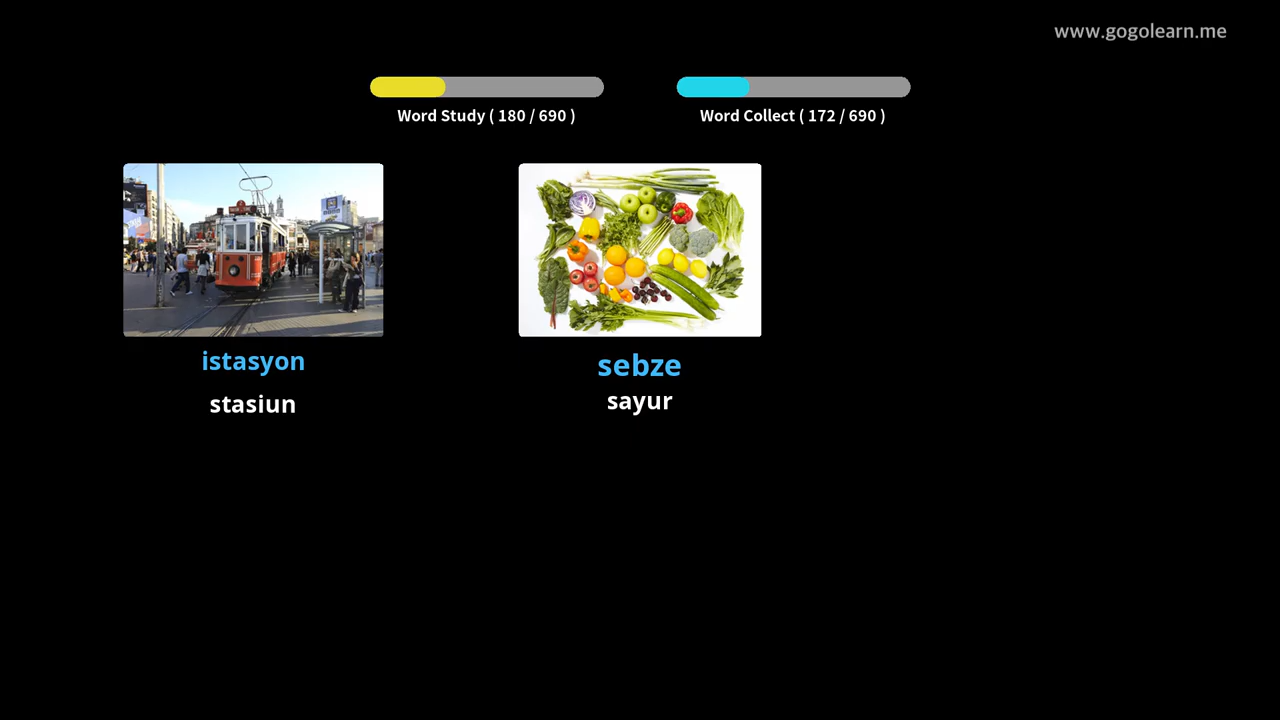 www.gogolearn.me
Word Study ( 180 / 690 )
Word Collect ( 172 / 690 )
istasyon
stasiun
sebze
sayur